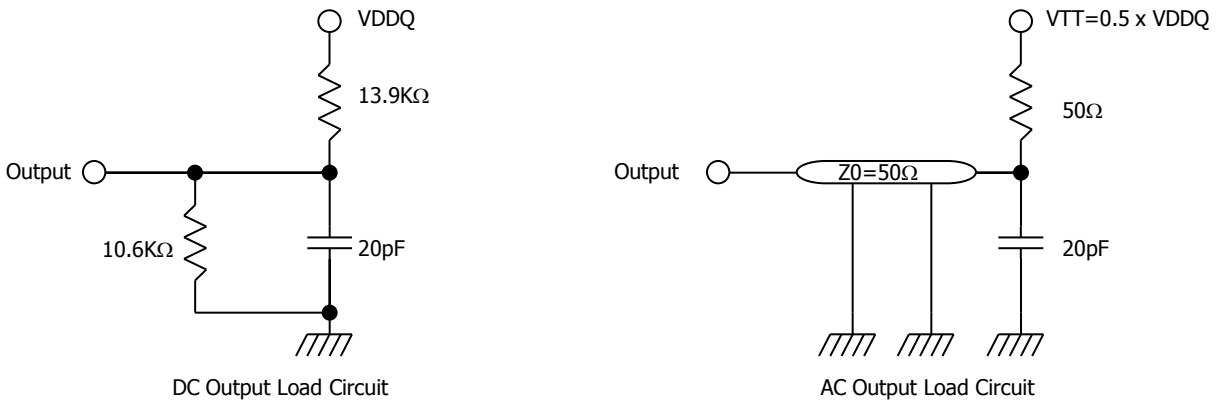 VDDQ
13.9KΩ
Output
10.6KΩ
20pF
DC Output Load Circuit
VTT=0.5 x VDDQ
50Ω
Output
Z0=50Ω
20pF
AC Output Load Circuit